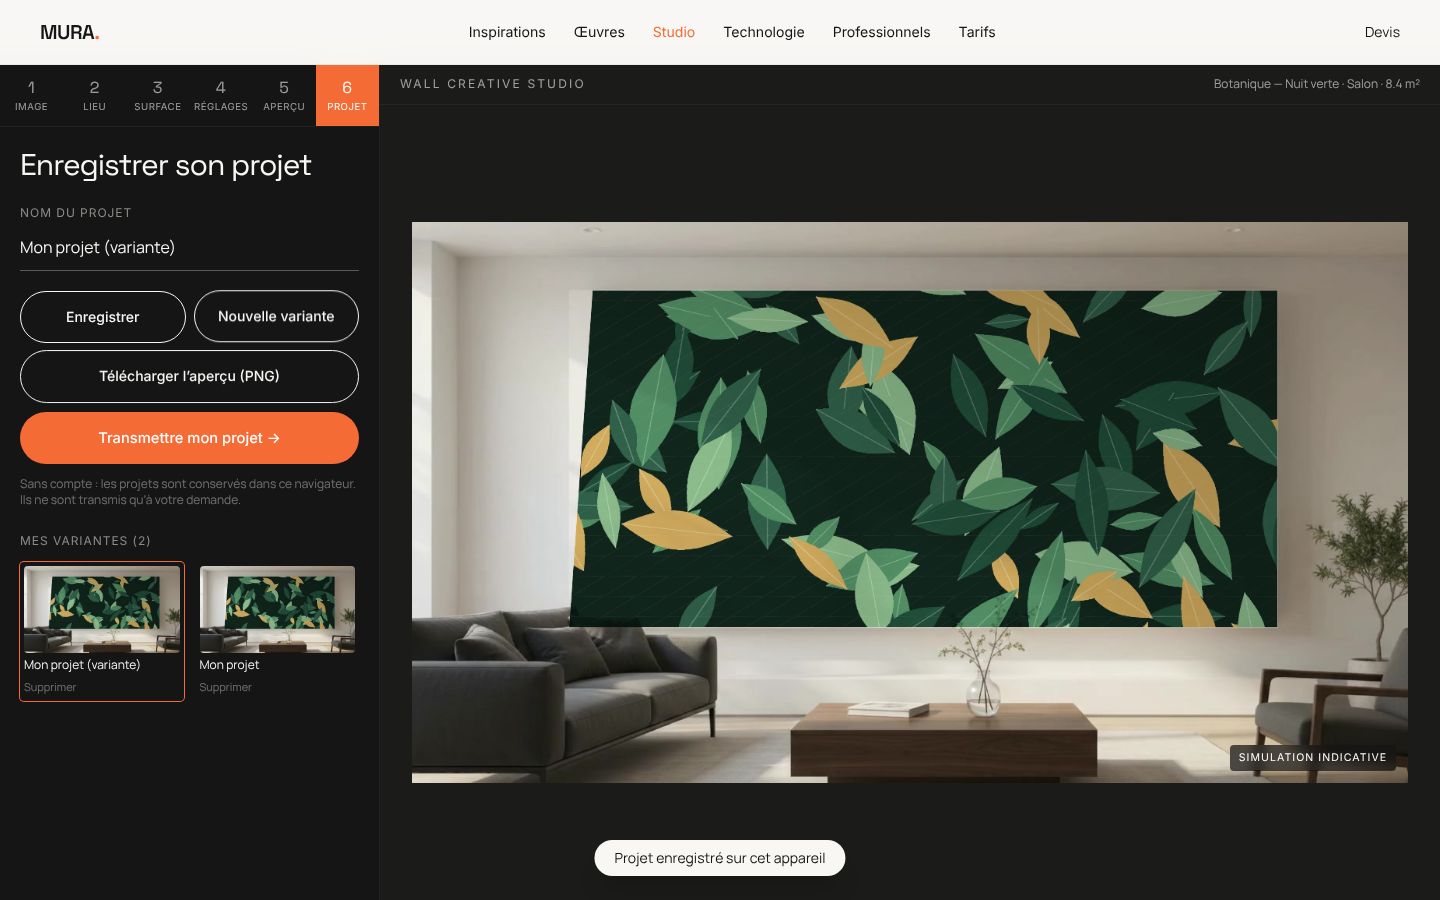 MURA.
Inspirations
Œuvres
Studio
Technologie
Professionnels
Tarifs
Devis
1
IMAGE
2
LIEU
3
SURFACE
4
RÉGLAGES
5
APERÇU
6
PROJET
WALL CREATIVE STUDIO
Botanique — Nuit verte · Salon · 8.4 m²
Enregistrer son projet
NOM DU PROJET
Mon projet (variante)
Enregistrer
Nouvelle variante
Télécharger l’aperçu (PNG)
Transmettre mon projet →
Sans compte : les projets sont conservés dans ce navigateur.
Ils ne sont transmis qu’à votre demande.
MES VARIANTES (2)
Mon projet (variante)
Supprimer
Mon projet
Supprimer
SIMULATION INDICATIVE
Projet enregistré sur cet appareil